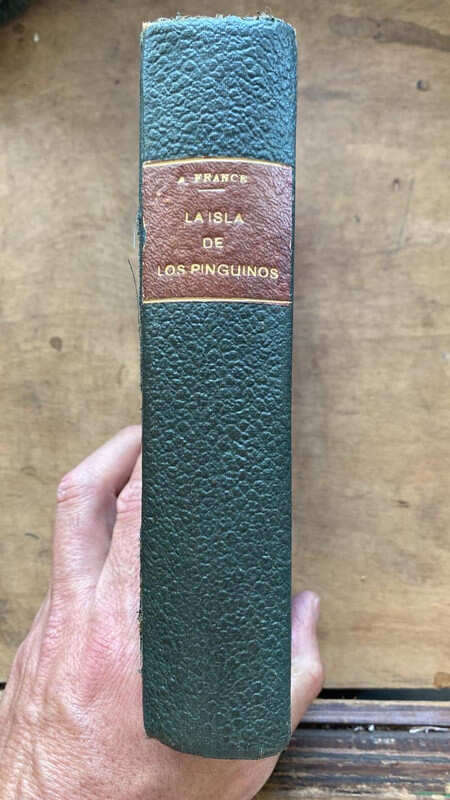 A FRANCE
LA ISLA
DE
LOS PINGUINOS